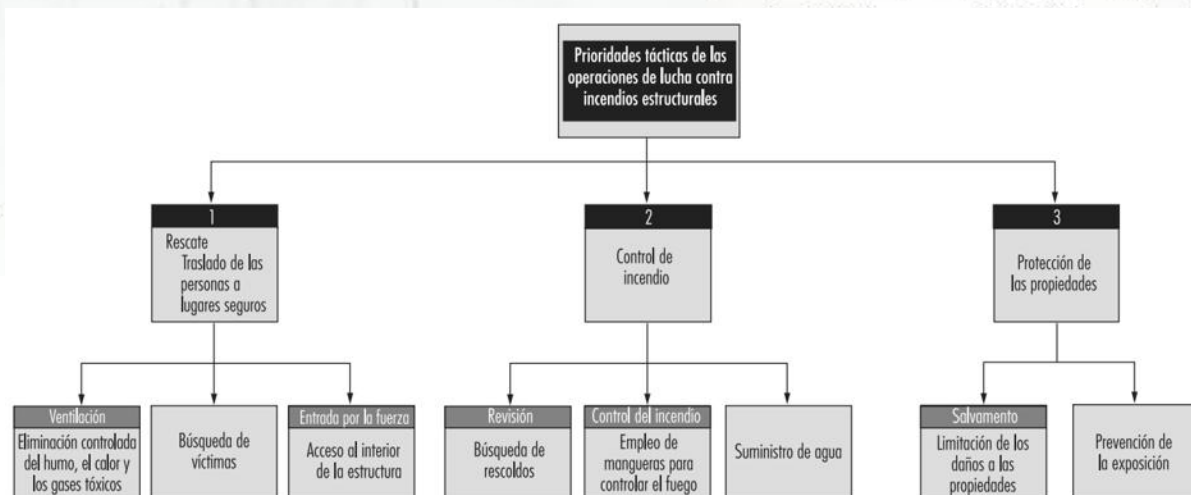 Prioridades tácticas de las
operaciones de lucha contra
incendios estructurales
1
Rescate
Traslado de las
personas a
lugares seguros
2
Control de
incendio
3
Protección de
las propiedades
Ventilación
Eliminación controlada
del humo, el calor y
los gases tóxicos
Búsqueda de
víctimas
Entrada por la fuerza
Acceso al interior
de la estructura
Revisión
Búsqueda de
rescoldos
Control del incendio
Empleo de
mangueras para
controlar el fuego
Suministro de agua
Salvamento
Limitación de los
daños a las
propiedades
Prevención de
la exposición